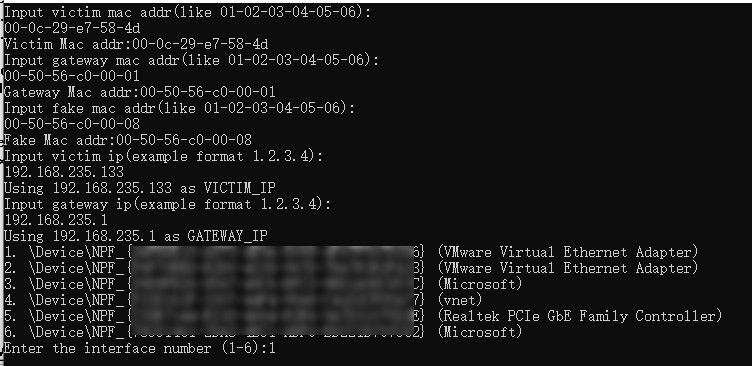 Input victim mac addr(like 01-02-03-04-05-06):
00-0c-29-e7-58-4d
Victim Mac addr:00-0c-29-e7-58-4d
Input gateway mac addr(like 01-02-03-04-05-06):
00-50-56-c0-00-01
Gateway Mac addr:00-50-56-c0-00-01
Input fake mac addr(like 01-02-03-04-05-06):
00-50-56-c0-00-08
Fake Mac addr:00-50-56-c0-00-08
Input victim ip(example format 1.2.3.4):
192.168.235.133
Using 192.168.235.133 as VICTIM_IP
Input gateway ip(example format 1.2.3.4):
192.168.235.1
Using 192.168.235.1 as GATEWAY_IP
1. \Device\NPF_{ 6} (VMware Virtual Ethernet Adapter)
2. \Device\NPF_{ 3} (VMware Virtual Ethernet Adapter)
3. \Device\NPF_{ C} (Microsoft)
4. \Device\NPF_{ 7} (vnet)
5. \Device\NPF_{ E} (Realtek PCIe GbE Family Controller)
6. \Device\NPF_{ } (Microsoft)
Enter the interface number (1-6):1